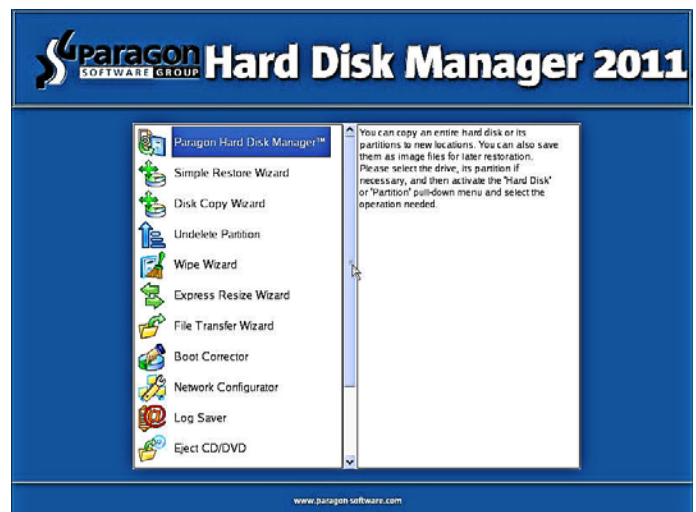 Paragon
SOFTWARE GROUP
Hard Disk Manager 2011
Paragon Hard Disk Manager™
Simple Restore Wizard
Disk Copy Wizard
Undelete Partition
Wipe Wizard
Express Resize Wizard
File Transfer Wizard
Boot Corrector
Network Configurator
Log Saver
Eject CD/DVD
You can copy an entire hard disk or its
partitions to new locations. You can also save
them as image files for later restoration.
Please select the drive, its partition if
necessary, and then activate the "Hard Disk"
or "Partition" pull-down menu and select the
operation needed.
www.paragon-software.com